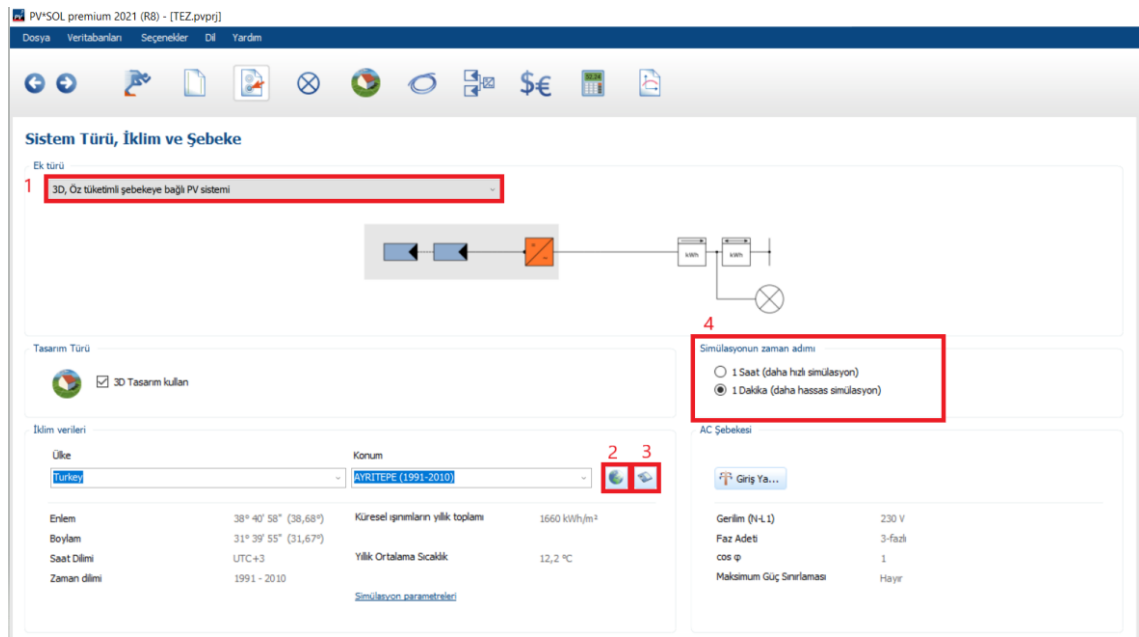 PV*SOL premium 2021 (R8) - [TEZ.pvprj]
Dosya Veritabanları Seçenekler Dil Yardım
$€
Sistem Türü, İklim ve Şebeke
Ek türü
1
3D, Öz tüketimli şebekeye bağlı PV sistemi
kWh kWh
4
Tasarım Türü
3D Tasarım kullan
Simülasyonun zaman adımı
1 Saat (daha hızlı simülasyon)
1 Dakika (daha hassas simülasyon)
İklim verileri
Ülke
Turkey
Konum
AYRITEPE (1991-2010)
2 3
Enlem 38° 40' 58" (38,68°)
Boylam 31° 39' 55" (31,67°)
Saat Dilimi UTC+3
Zaman dilimi 1991 - 2010
Küresel ışınımların yıllık toplamı 1660 kWh/m²
Yıllık Ortalama Sıcaklık 12,2 °C
Simülasyon parametreleri
AC Şebekesi
Giriş Ya...
Gerilim (N-L1) 230 V
Faz Adeti 3-fazlı
cos φ 1
Maksimum Güç Sınırlaması Hayır